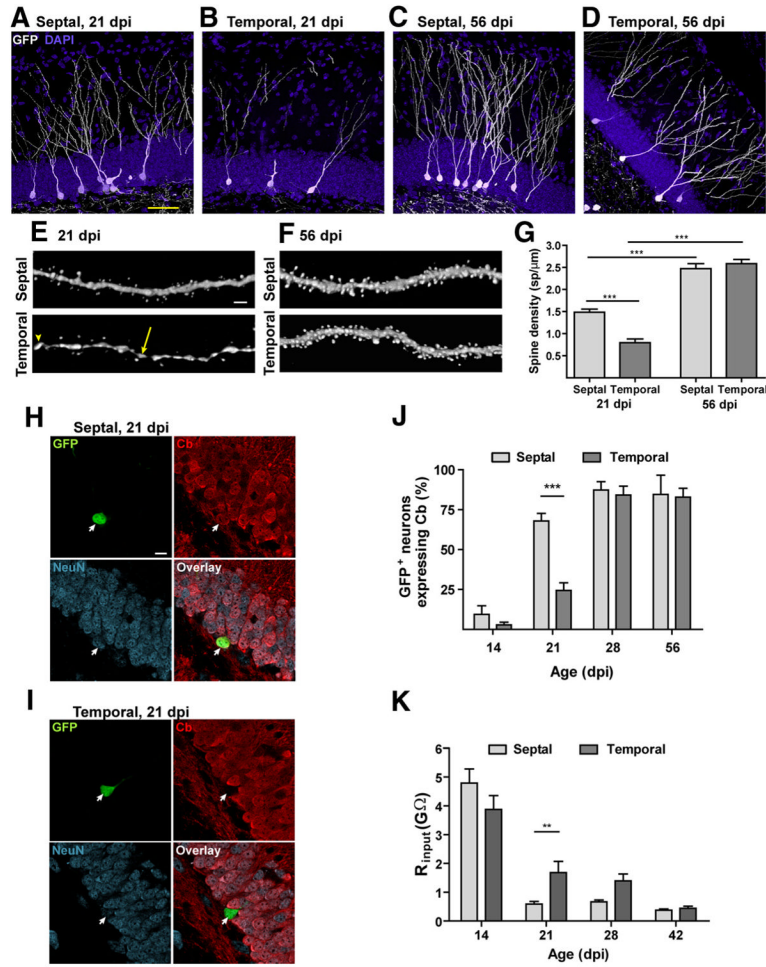 A Septal, 21 dpi
GFP DAPI
B Temporal, 21 dpi
C Septal, 56 dpi
D Temporal, 56 dpi
E 21 dpi
Septal
Temporal
F 56 dpi
Septal
Temporal
G
***
***
***
Spine density (sp/μm)
3.0
2.5
2.0
1.5
1.0
0.5
Septal Temporal
21 dpi
Septal Temporal
56 dpi
H Septal, 21 dpi
GFP
Cb
NeuN
Overlay
I Temporal, 21 dpi
GFP
Cb
NeuN
Overlay
J
Septal
Temporal
GFP+ neurons
expressing Cb (%)
100
75
50
25
***
14
21
28
56
Age (dpi)
K
Septal
Temporal
Rinput (GΩ)
6
5
4
3
2
1
0
**
14
21
28
42
Age (dpi)